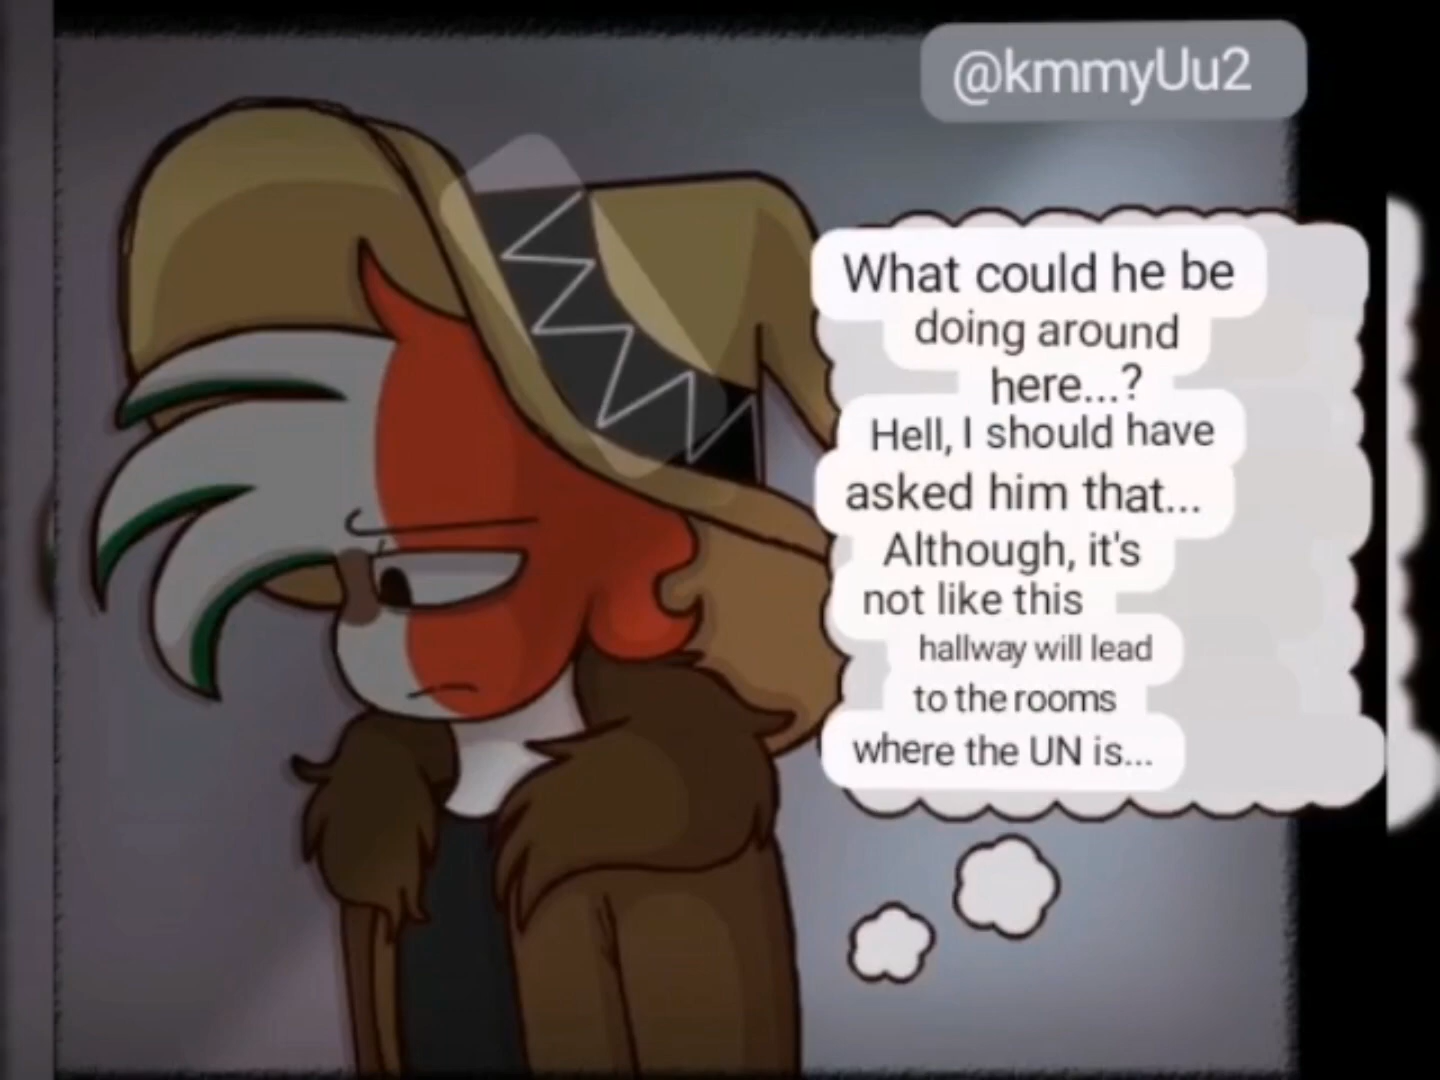 @kmmyUu2
What could he be
doing around
here...?
Hell, I should have
asked him that...
Although, it's
not like this
hallway will lead
to the rooms
where the UN is...